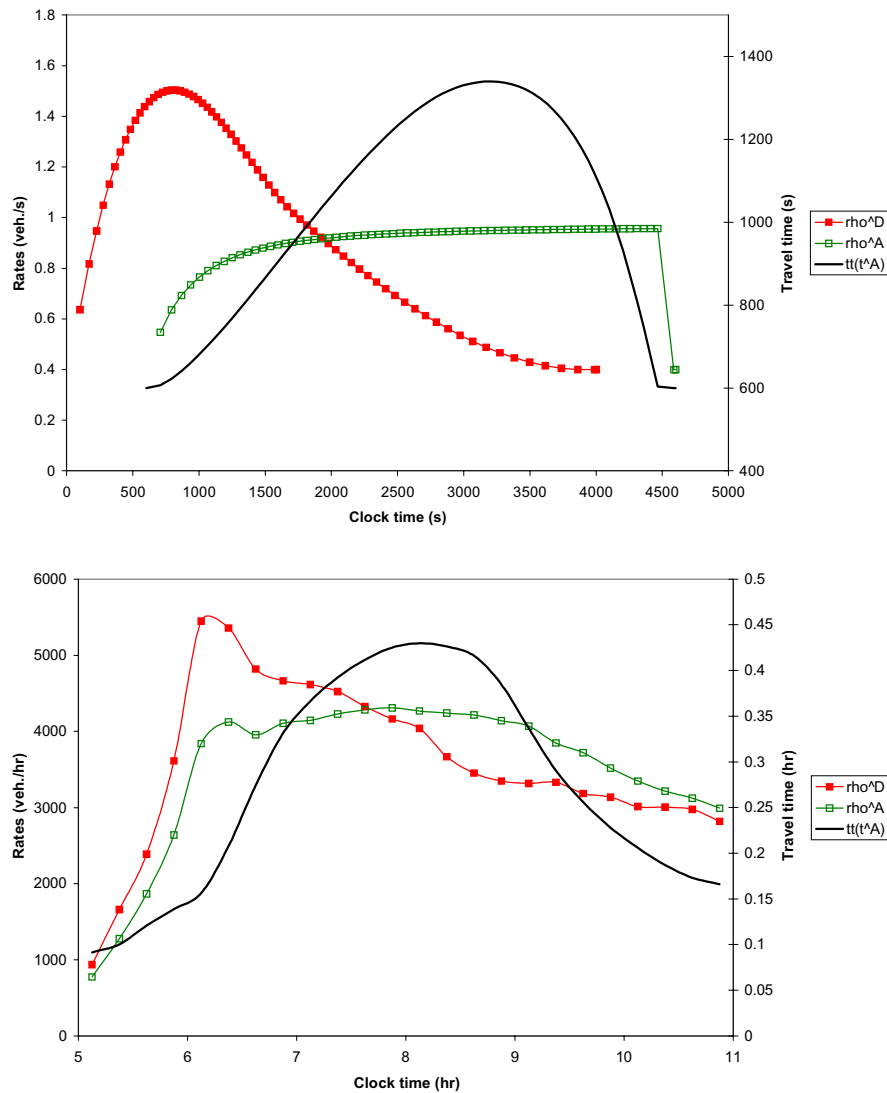 1.8
1.6
1.4
1.2
1
0.8
0.6
0.4
0.2
0
Rates (veh./s)
0 500 1000 1500 2000 2500 3000 3500 4000 4500 5000
Clock time (s)
1400
1200
1000
800
600
400
Travel time (s)
rho^D
rho^A
tt(t^A)
6000
5000
4000
3000
2000
1000
0
Rates (veh./hr)
5 6 7 8 9 10 11
Clock time (hr)
0.5
0.45
0.4
0.35
0.3
0.25
0.2
0.15
0.1
0.05
0
Travel time (hr)
rho^D
rho^A
tt(t^A)